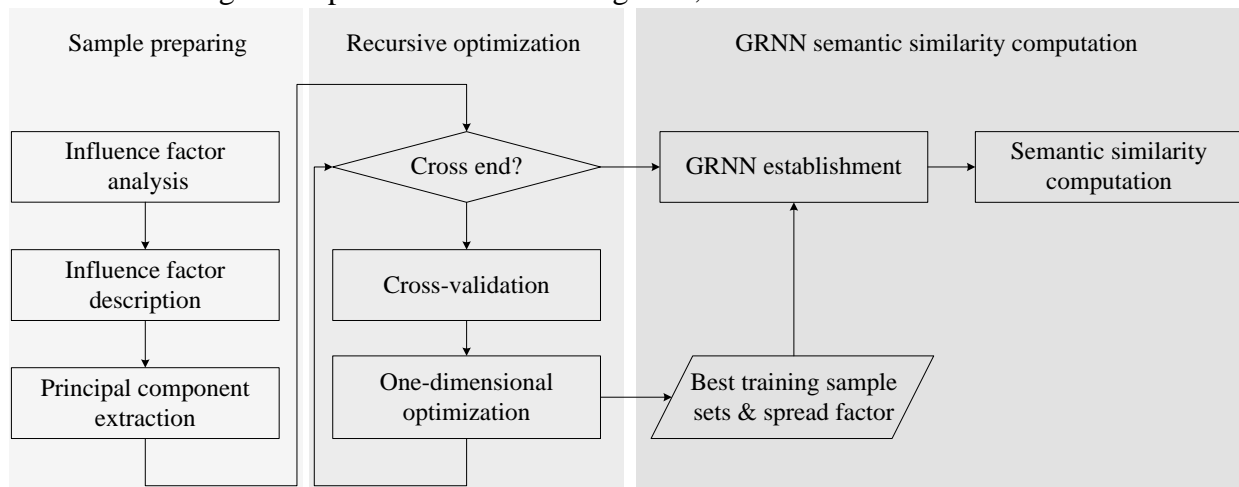 Sample preparing
Recursive optimization
GRNN semantic similarity computation
Influence factor
analysis
Influence factor
description
Principal component
extraction
Cross end?
Cross-validation
One-dimensional
optimization
GRNN establishment
Semantic similarity
computation
Best training sample
sets & spread factor